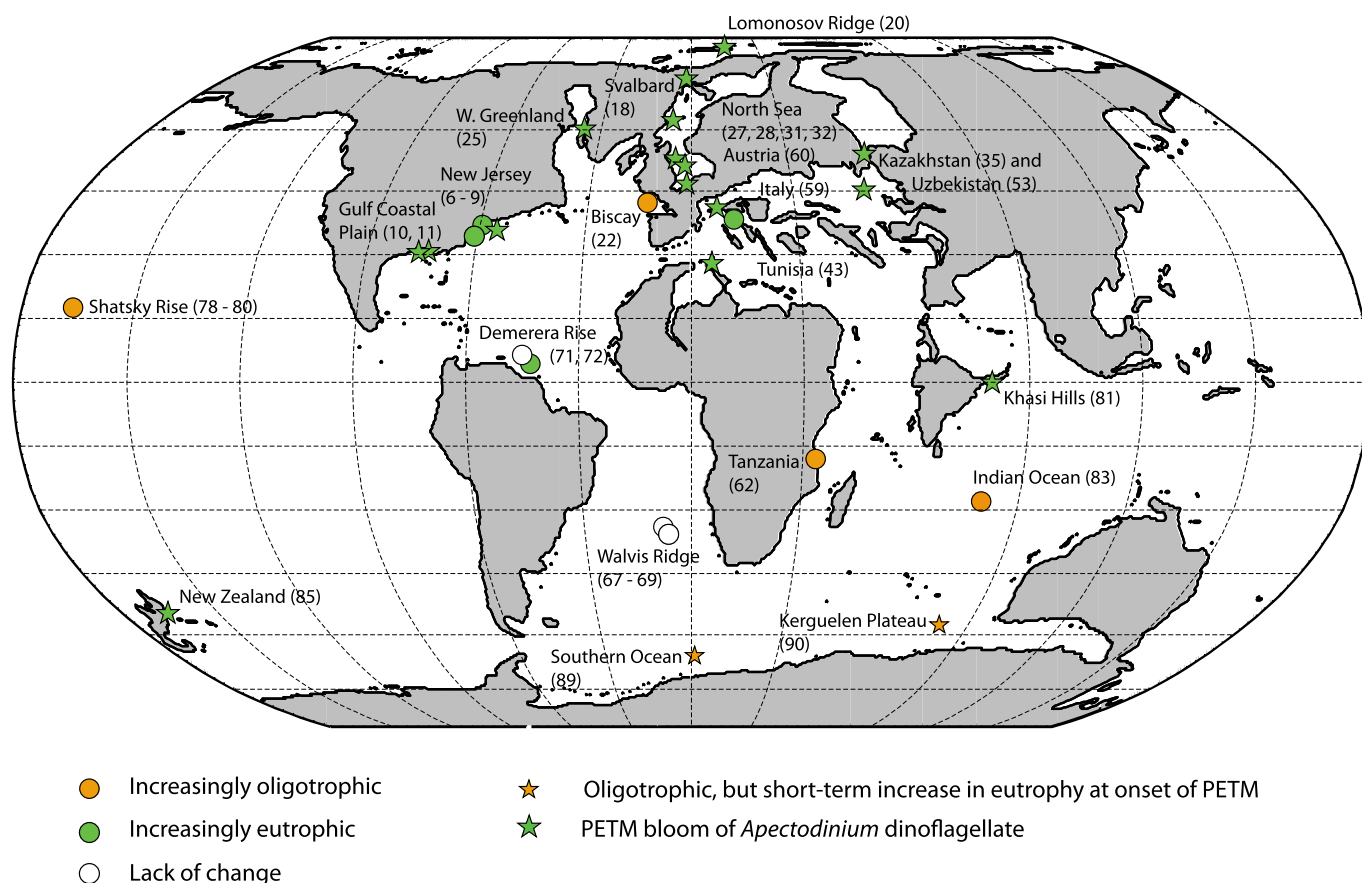 Lomonosov Ridge (20)
Svalbard
(18)
North Sea
(27, 28, 31, 32)
W. Greenland
(25)
Austria (60)
Kazakhstan (35) and
Uzbekistan (53)
New Jersey
(6 - 9)
Italy (59)
Gulf Coastal
Plain (10, 11)
Biscay
(22)
Tunisia (43)
Shatsky Rise (78 - 80)
Demerera Rise
(71, 72)
Khasi Hills (81)
Tanzania
(62)
Indian Ocean (83)
Walvis Ridge
(67 - 69)
New Zealand (85)
Kerguelen Plateau
(90)
Southern Ocean
(89)
Increasingly oligotrophic
Oligotrophic, but short-term increase in eutrophy at onset of PETM
Increasingly eutrophic
PETM bloom of Apectodinium dinoflagellate
Lack of change